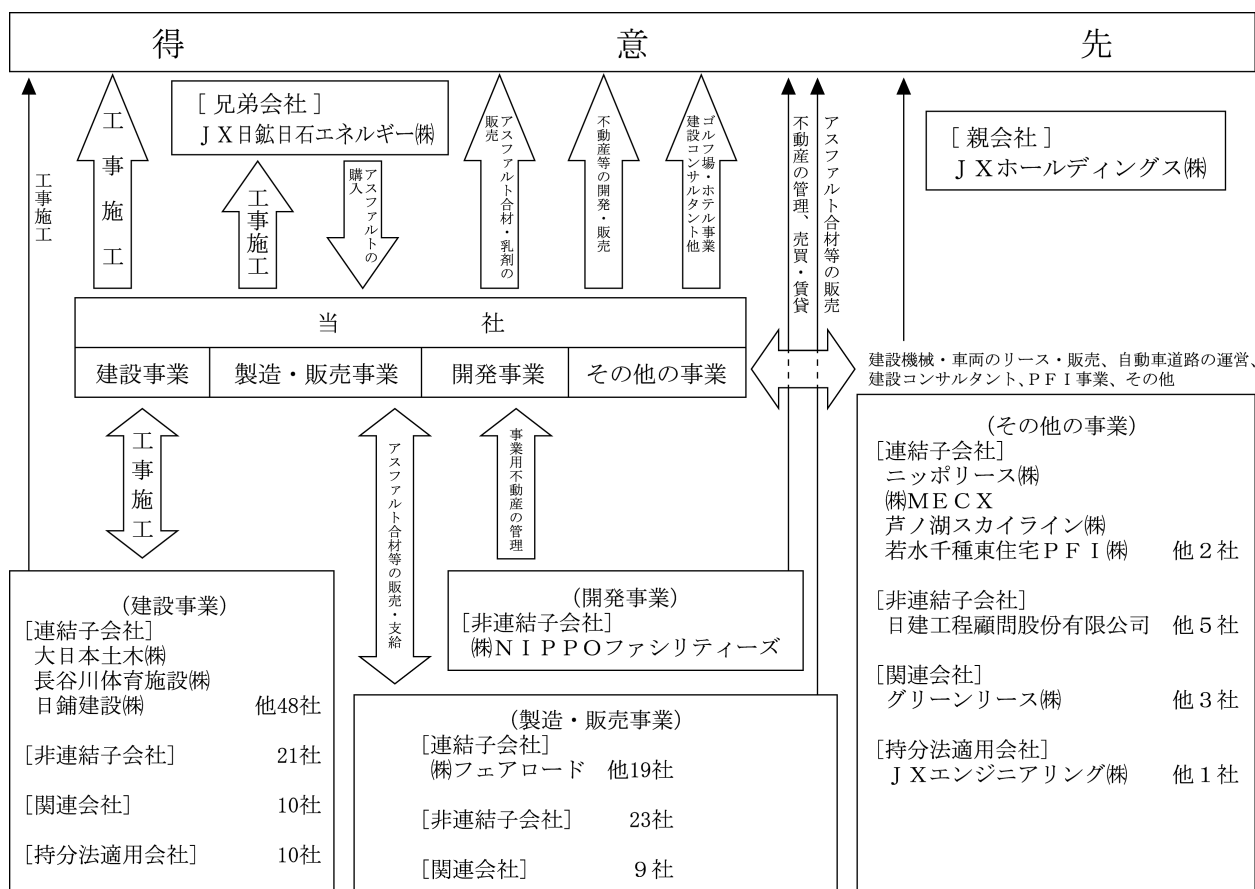 得意先
工事施工
工事施工
[兄弟会社]
ＪＸ日鉱日石エネルギー㈱
工事施工
アスファルトの
購入
アスファルト合材・乳剤の
販売
不動産等の開発・販売
ゴルフ場・ホテル事業
建設コンサルタント他
不動産の管理、売買・賃貸
アスファルト合材等の販売
[親会社]
ＪＸホールディングス㈱
当社
建設事業
製造・販売事業
開発事業
その他の事業
建設機械・車両のリース・販売、自動車道路の運営、
建設コンサルタント、ＰＦＩ事業、その他
工事施工
アスファルト合材等の販売・支給
事業用不動産の管理
(建設事業)
[連結子会社]
大日本土木㈱
長谷川体育施設㈱
日鋪建設㈱ 他48社
[非連結子会社] 21社
[関連会社] 10社
[持分法適用会社] 10社
(製造・販売事業)
[連結子会社]
㈱フェアロード 他19社
[非連結子会社] 23社
[関連会社] ９社
(開発事業)
[非連結子会社]
㈱ＮＩＰＰＯファシリティーズ
(その他の事業)
[連結子会社]
ニッポリース㈱
㈱ＭＥＣＸ
芦ノ湖スカイライン㈱
若水千種東住宅ＰＦＩ㈱ 他２社
[非連結子会社]
日建工程顧問股份有限公司 他５社
[関連会社]
グリーンリース㈱ 他３社
[持分法適用会社]
ＪＸエンジニアリング㈱ 他１社